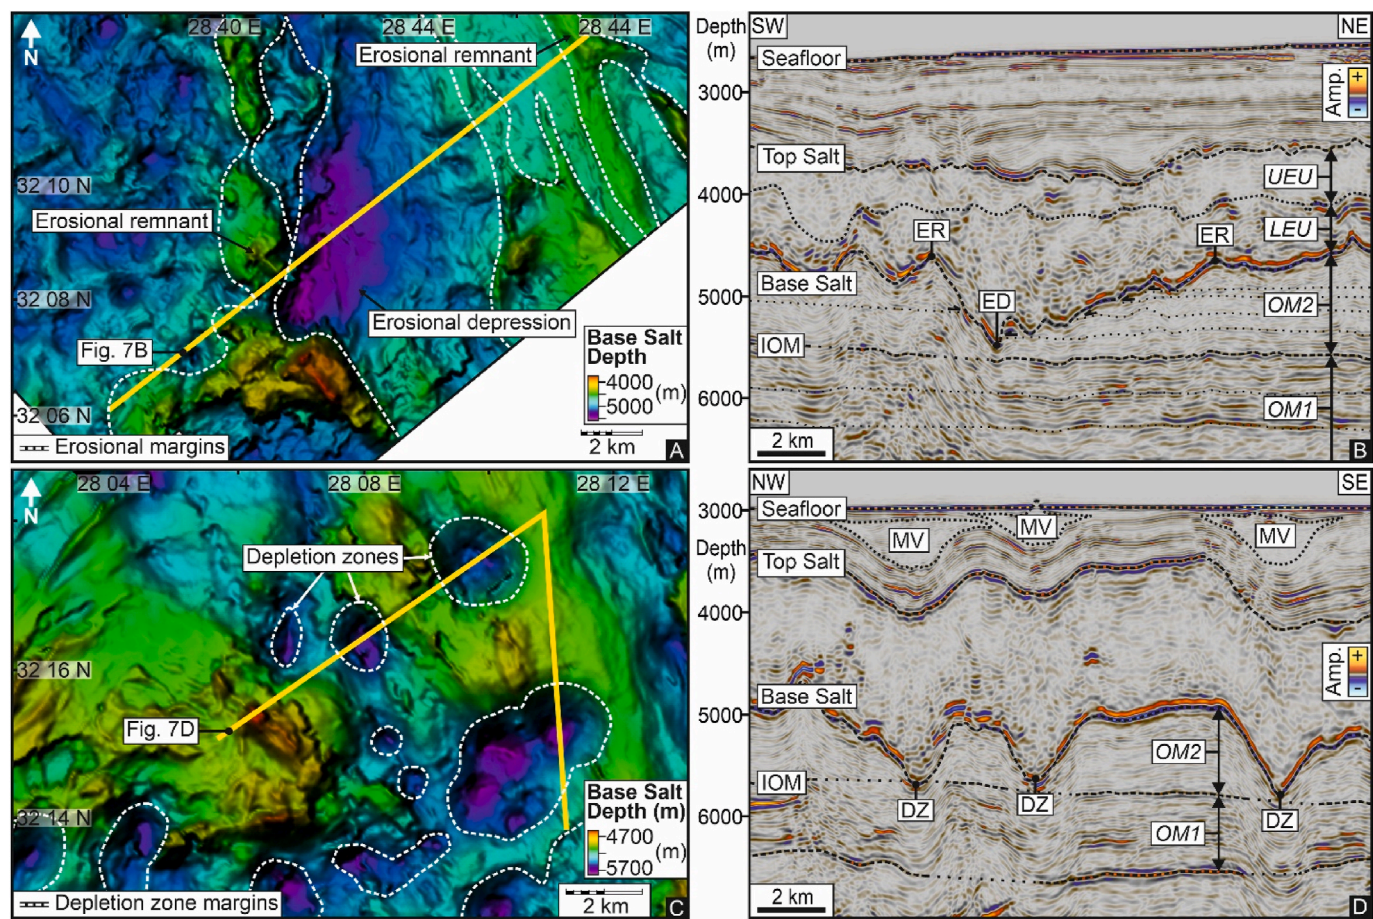 28 40 E
28 44 E
28 44 E
N
Erosional remnant
32 10 N
Erosional remnant
32 08 N
Erosional depression
Fig. 7B
Base Salt
Depth
4000
(m)
5000
32 06 N
2 km
Erosional margins
A
Depth
(m)
SW
NE
Seafloor
3000
Amp.
+
-
Top Salt
UEU
4000
ER
ER
LEU
Base Salt
ED
5000
OM2
IOM
6000
OM1
2 km
B
28 04 E
28 08 E
28 12 E
N
Depletion zones
32 16 N
Fig. 7D
Base Salt
Depth (m)
32 14 N
4700
(m)
5700
Depletion zone margins
2 km
C
NW
SE
3000
Seafloor
MV
MV
MV
Depth
(m)
Top Salt
4000
Amp.
+
-
Base Salt
5000
OM2
IOM
DZ
DZ
DZ
6000
OM1
2 km
D